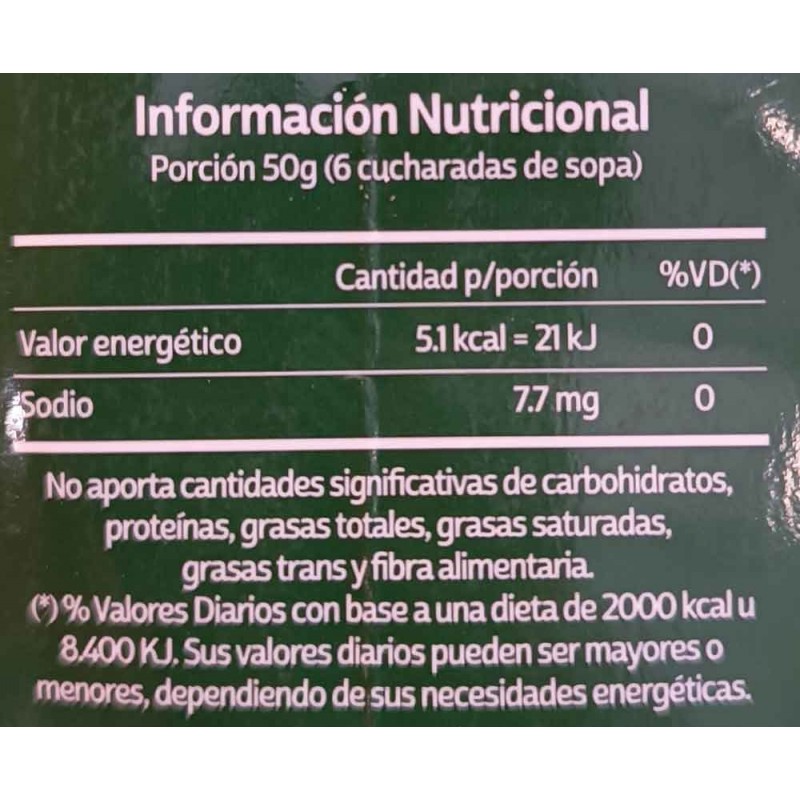 Información Nutricional
Porción 50g (6 cucharadas de sopa)
Cantidad p/porción %VD(*)
Valor energético 5.1 kcal = 21 kJ 0
Sodio 7.7 mg 0
No aporta cantidades significativas de carbohidratos,
proteínas, grasas totales, grasas saturadas,
grasas trans y fibra alimentaria.
(*) % Valores Diarios con base a una dieta de 2000 kcal u
8.400 KJ. Sus valores diarios pueden ser mayores o
menores, dependiendo de sus necesidades energéticas.